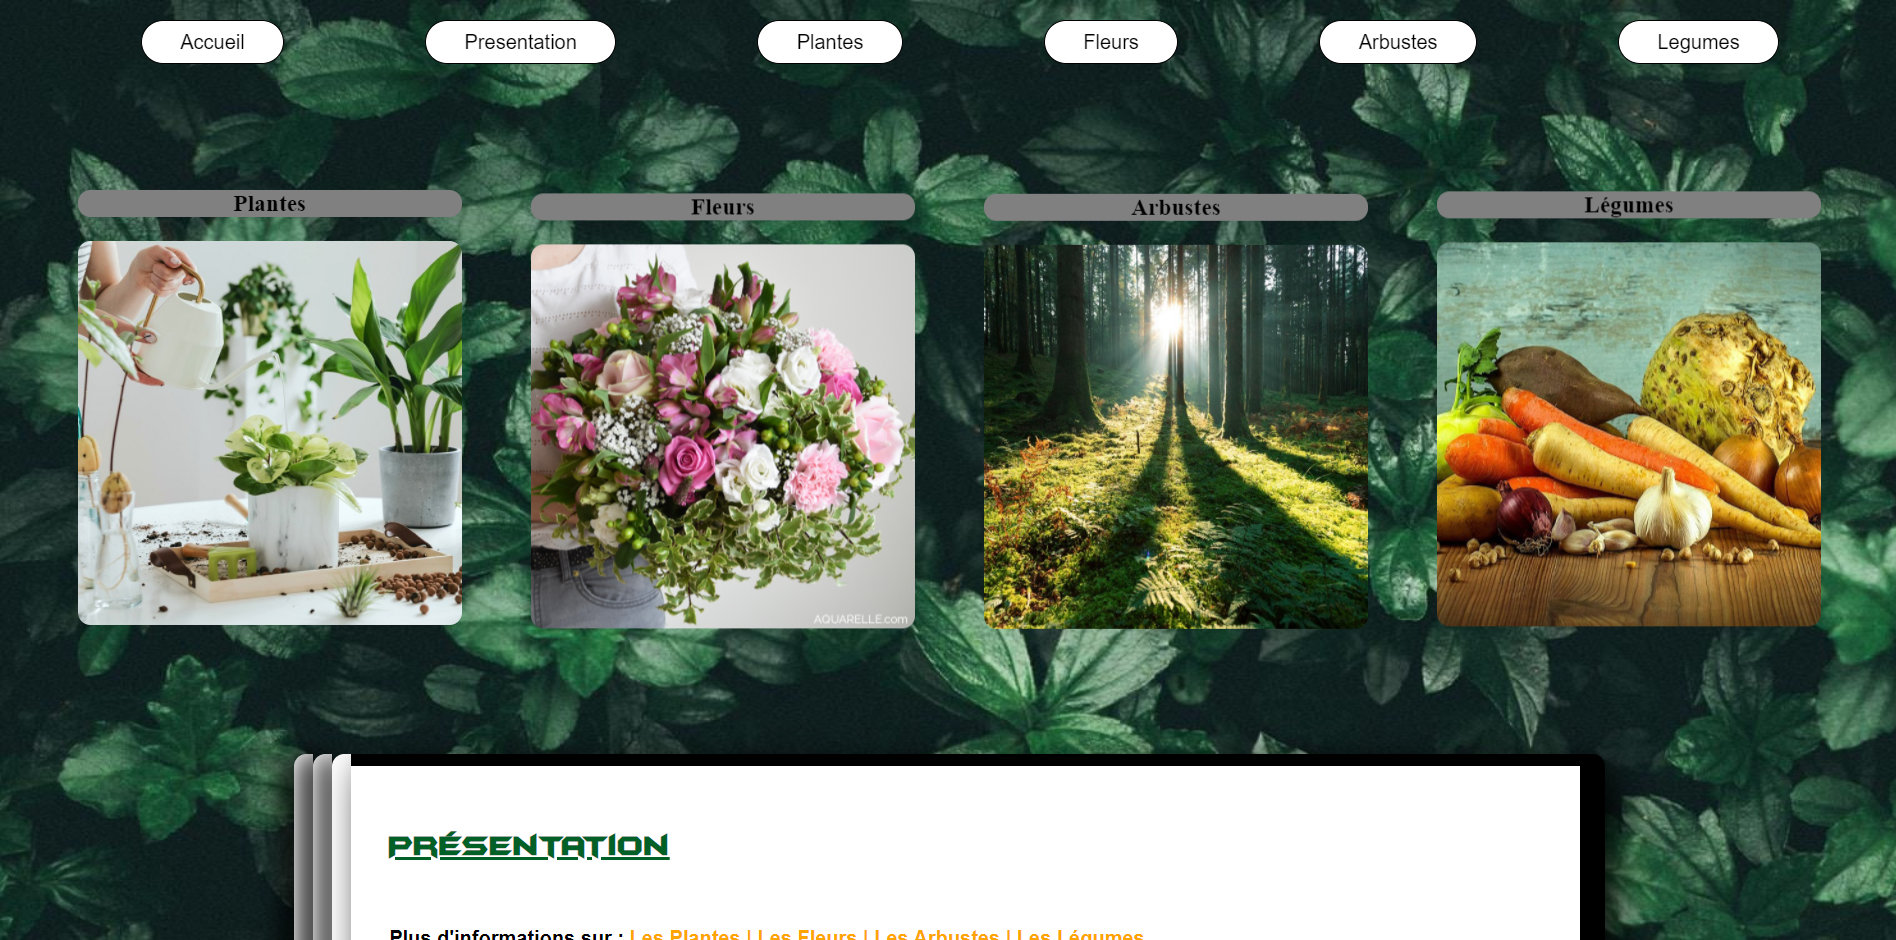 Accueil Presentation Plantes Fleurs Arbustes Legumes
Plantes Fleurs Arbustes Légumes
AQUARELLE.com
PRÉSENTATION
Plus d'informations sur : Les Plantes | Les Fleurs | Les Arbustes | Les Légumes